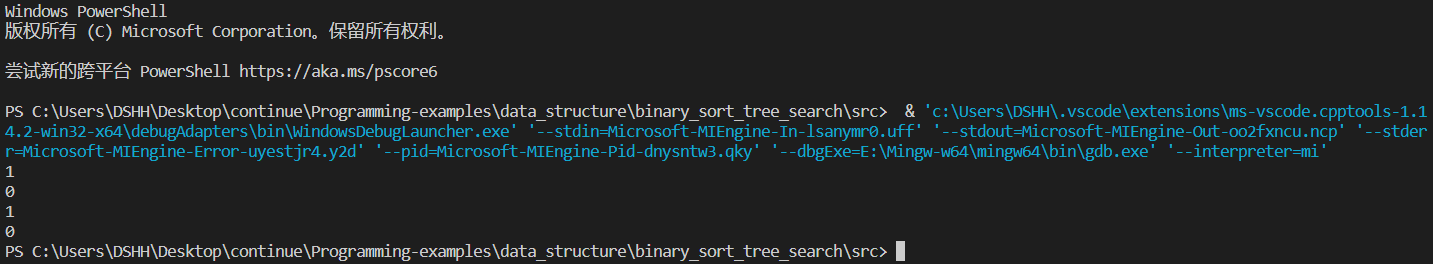 Windows PowerShell
版权所有 (C) Microsoft Corporation。保留所有权利。
尝试新的跨平台 PowerShell https://aka.ms/pscore6
PS C:\Users\DSHH\Desktop\continue\Programming-examples\data_structure\binary_sort_tree_search\src>  & 'c:\Users\DSHH\.vscode\extensions\ms-vscode.cpptools-1.1
4.2-win32-x64\debugAdapters\bin\WindowsDebugLauncher.exe' '--stdin=Microsoft-MIEngine-In-lsanymr0.uff' '--stdout=Microsoft-MIEngine-Out-oo2fxncu.ncp' '--stder
r=Microsoft-MIEngine-Error-uyestjr4.y2d' '--pid=Microsoft-MIEngine-Pid-dnysntw3.qky' '--dbgExe=E:\Mingw-w64\mingw64\bin\gdb.exe' '--interpreter=mi'
1
0
1
0
PS C:\Users\DSHH\Desktop\continue\Programming-examples\data_structure\binary_sort_tree_search\src>